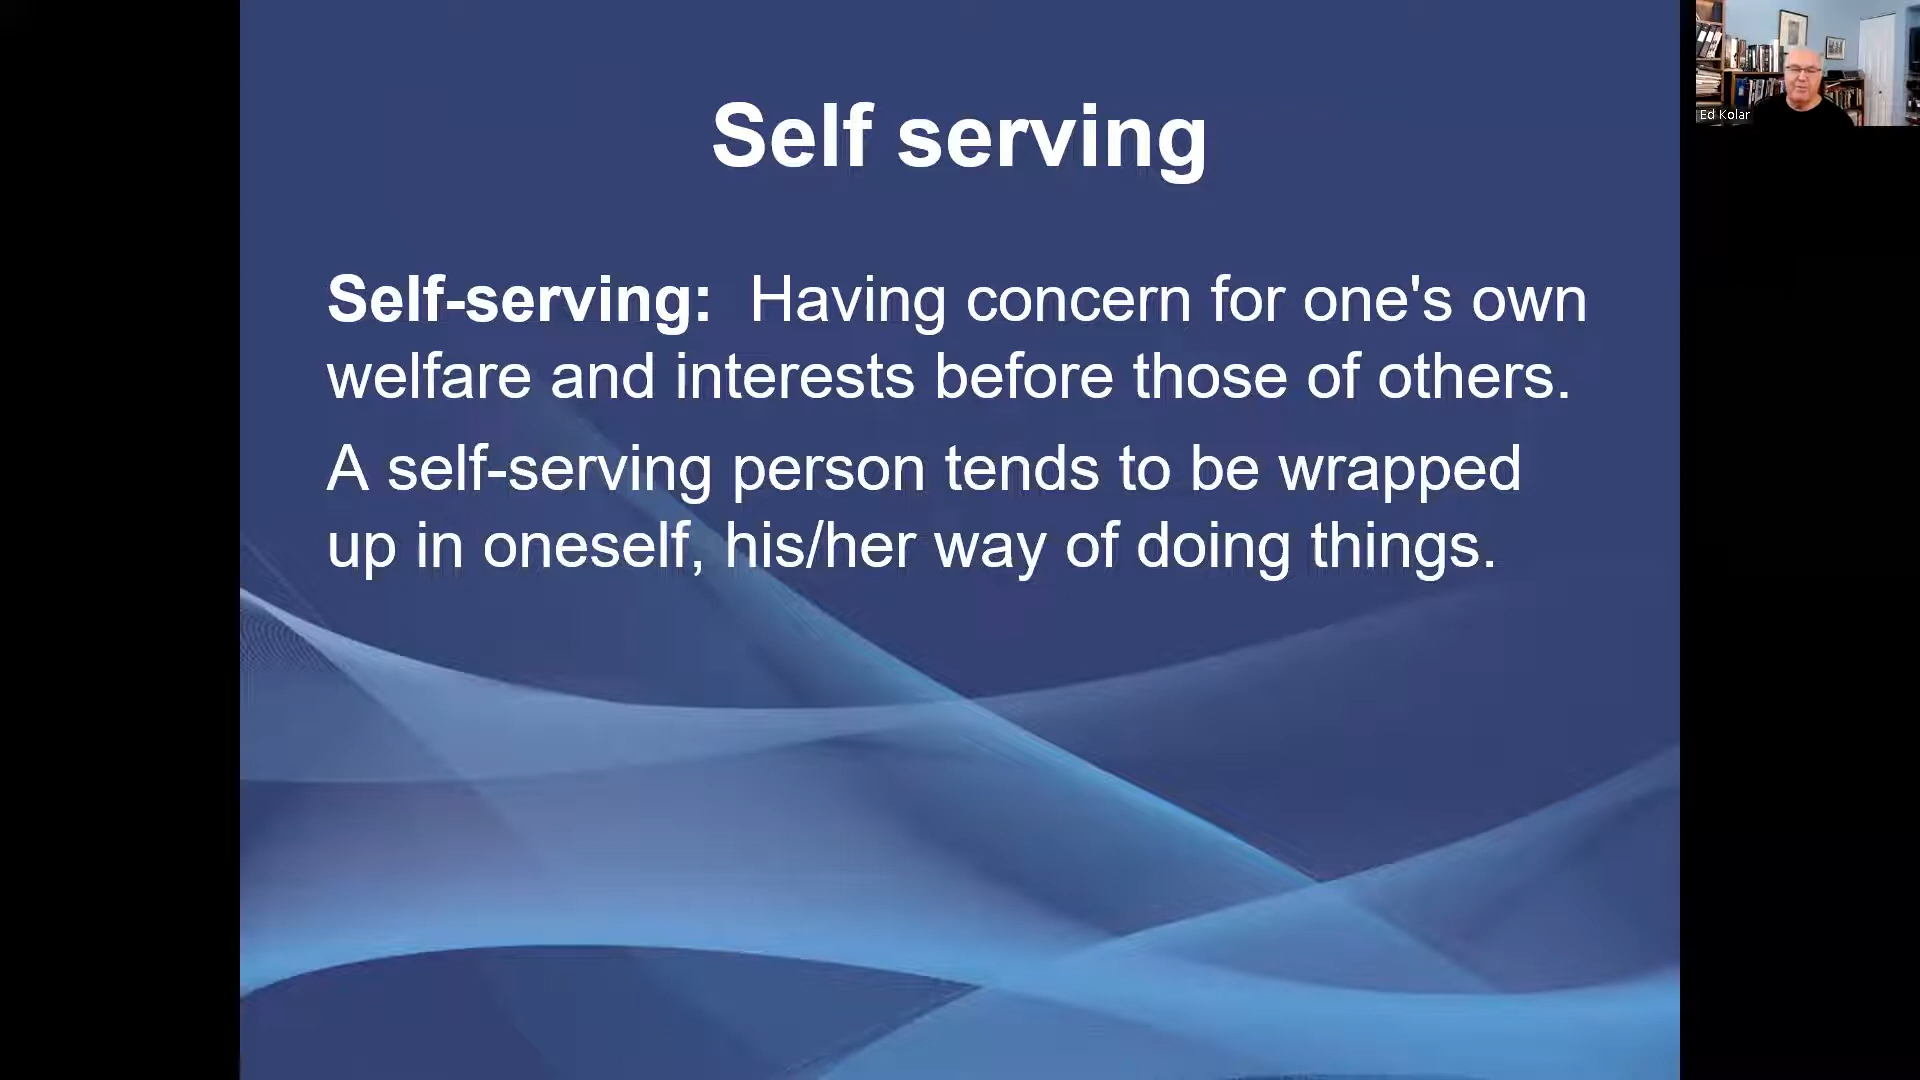 Self serving
Self-serving: Having concern for one's own
welfare and interests before those of others.
A self-serving person tends to be wrapped
up in oneself, his/her way of doing things.
Ed Kolar